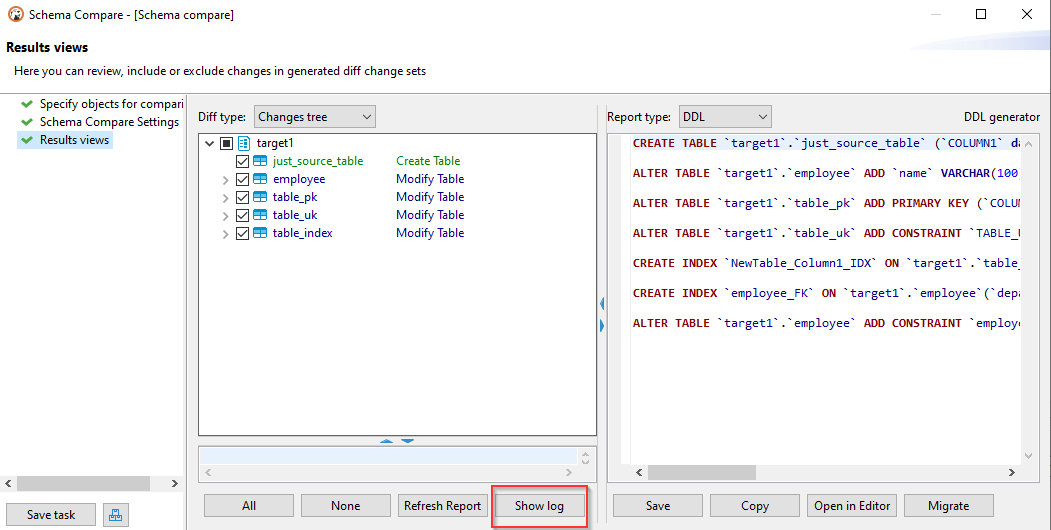 Schema Compare - [Schema compare]
Results views
Here you can review, include or exclude changes in generated diff change sets
Specify objects for compari
Schema Compare Settings
Results views
Diff type:
Changes tree
target1
just_source_table Create Table
employee Modify Table
table_pk Modify Table
table_uk Modify Table
table_index Modify Table
Report type:
DDL
DDL generator
CREATE TABLE `target1`.`just_source_table` (`COLUMN1` da
ALTER TABLE `target1`.`employee` ADD `name` VARCHAR(100
ALTER TABLE `target1`.`table_pk` ADD PRIMARY KEY (`COLUM
ALTER TABLE `target1`.`table_uk` ADD CONSTRAINT `TABLE_U
CREATE INDEX `NewTable_Column1_IDX` ON `target1`.`table_
CREATE INDEX `employee_FK` ON `target1`.`employee`(`depa
ALTER TABLE `target1`.`employee` ADD CONSTRAINT `employe
Save task
All
None
Refresh Report
Show log
Save
Copy
Open in Editor
Migrate